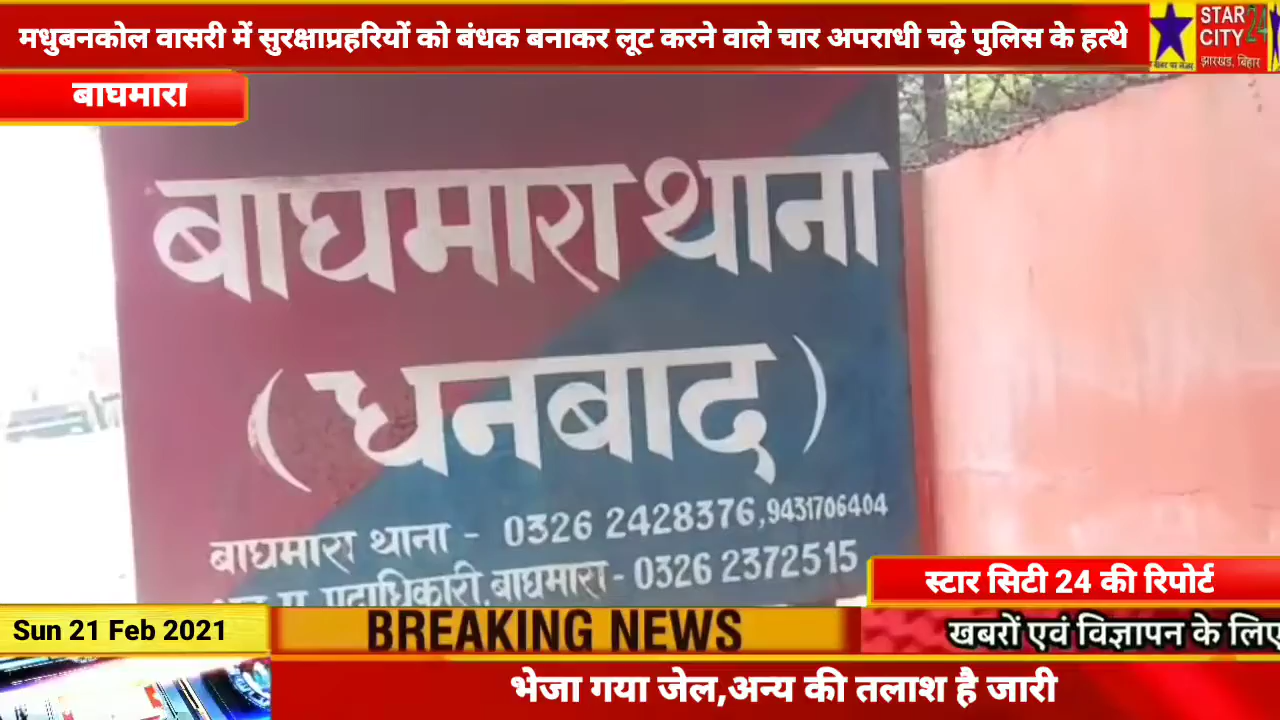 मधुबनकोल वासरी में सुरक्षाप्रहरियों को बंधक बनाकर लूट करने वाले चार अपराधी चढ़े पुलिस के हत्थे
STAR 24
CITY
झारखंड, बिहार
बाघमारा
बाघमारा थाना
(धनबाद)
बाघमारा थाना - 0326 2428376,9431706404
पदाधिकारी, बाघमारा - 0326 2372515
स्टार सिटी 24 की रिपोर्ट
Sun 21 Feb 2021
BREAKING NEWS
खबरों एवं विज्ञापन के लिए
भेजा गया जेल,अन्य की तलाश है जारी